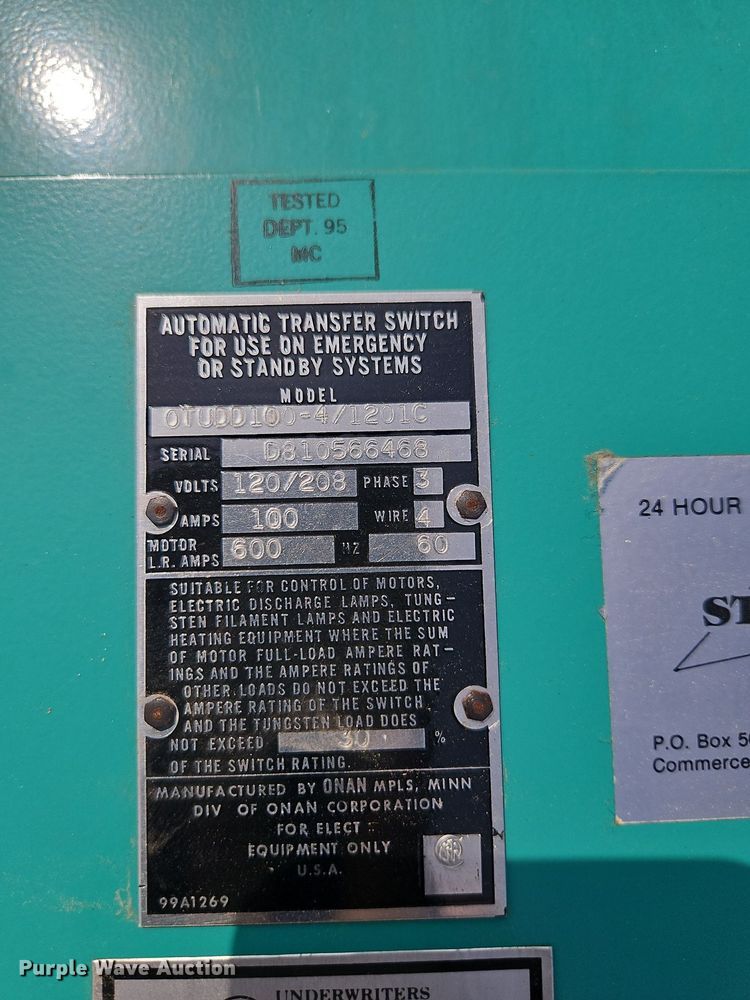 TESTED
DEPT. 95
MC
AUTOMATIC TRANSFER SWITCH
FOR USE ON EMERGENCY
OR STANDBY SYSTEMS
MODEL
OTUDD100-4/1201C
SERIAL D810566468
VOLTS 120/208 PHASE 3
AMPS 100 WIRE 4
MOTOR
L.R. AMPS 600 HZ 60
SUITABLE FOR CONTROL OF MOTORS,
ELECTRIC DISCHARGE LAMPS, TUNG-
STEN FILAMENT LAMPS AND ELECTRIC
HEATING EQUIPMENT WHERE THE SUM
OF MOTOR FULL-LOAD AMPERE RAT-
INGS AND THE AMPERE RATINGS OF
OTHER LOADS DO NOT EXCEED THE
AMPERE RATING OF THE SWITCH,
AND THE TUNGSTEN LOAD DOES
NOT EXCEED 30 %
OF THE SWITCH RATING.
MANUFACTURED BY ONAN MPLS, MINN
DIV OF ONAN CORPORATION
FOR ELECT
EQUIPMENT ONLY
U.S.A.
99A1269
24 HOUR
ST
P.O. Box 5
Commerce
UNDERWRITERS
Purple Wave Auction